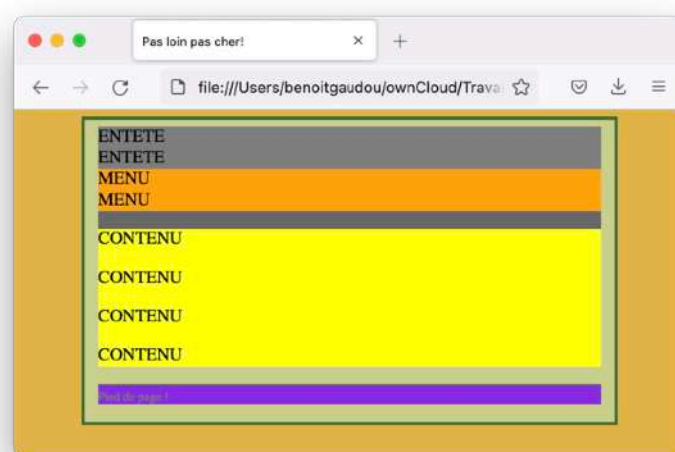 Pas loin pas cher!
file:///Users/benoitgaudou/ownCloud/Trava
ENTETE
ENTETE
MENU
MENU
CONTENU
CONTENU
CONTENU
CONTENU
Pied de page !